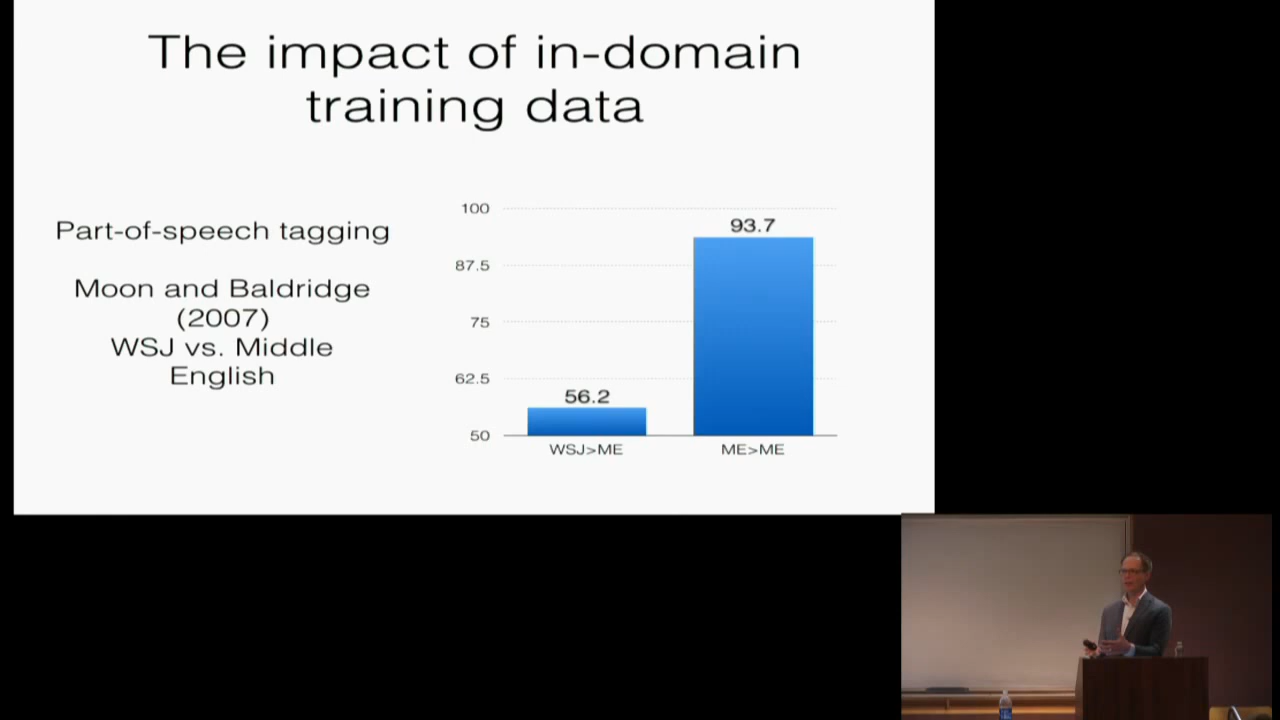 The impact of in-domain
training data
Part-of-speech tagging
Moon and Baldridge
(2007)
WSJ vs. Middle
English
100
87.5
75
62.5
50
56.2
93.7
WSJ>ME
ME>ME